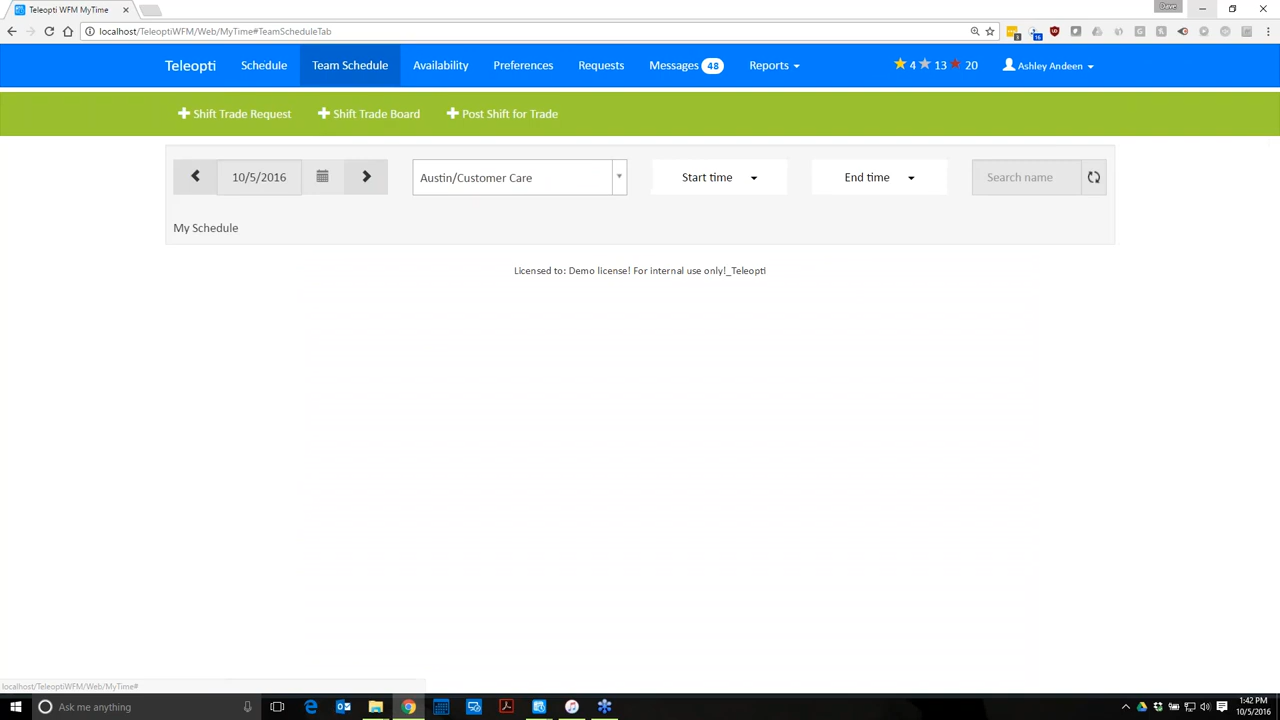 Teleopti WFM MyTime
Dave
localhost/TeleoptiWFM/Web/MyTime#TeamScheduleTab
Teleopti Schedule Team Schedule Availability Preferences Requests Messages 48 Reports 4 13 20 Ashley Andeen
Shift Trade Request Shift Trade Board Post Shift for Trade
10/5/2016 Austin/Customer Care Start time End time Search name
My Schedule
Licensed to: Demo license! For internal use only!_Teleopti
localhost/TeleoptiWFM/Web/MyTime#
Ask me anything
1:42 PM
10/5/2016